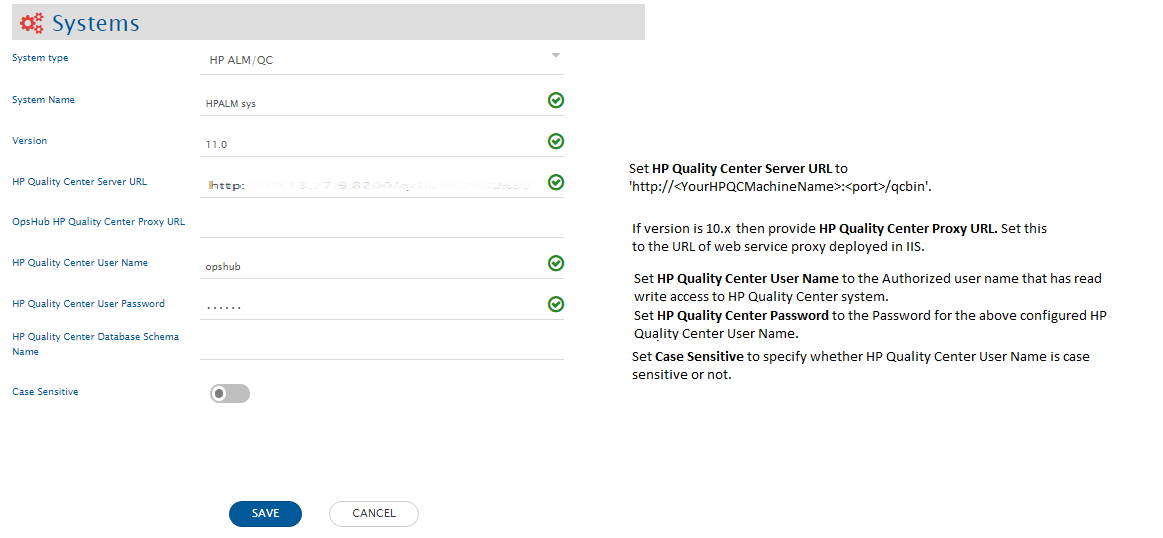 Systems
System type
HP ALM/QC
System Name
HPALM sys
Version
11.0
HP Quality Center Server URL
http:
OpsHub HP Quality Center Proxy URL
HP Quality Center User Name
opshub
HP Quality Center User Password
......
HP Quality Center Database Schema
Name
Case Sensitive
SAVE
CANCEL
Set HP Quality Center Server URL to
'http://<YourHPQCMachineName>:<port>/qcbin'.
If version is 10.x then provide HP Quality Center Proxy URL. Set this
to the URL of web service proxy deployed in IIS.
Set HP Quality Center User Name to the Authorized user name that has read
write access to HP Quality Center system.
Set HP Quality Center Password to the Password for the above configured HP
Quality Center User Name.
Set Case Sensitive to specify whether HP Quality Center User Name is case
sensitive or not.